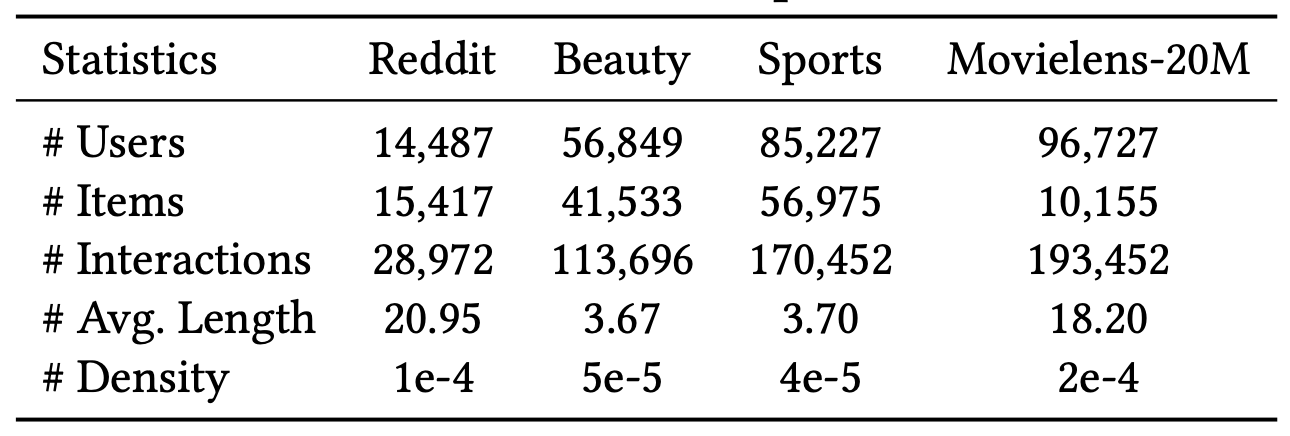 Statistics Reddit Beauty Sports Movielens-20M
# Users 14,487 56,849 85,227 96,727
# Items 15,417 41,533 56,975 10,155
# Interactions 28,972 113,696 170,452 193,452
# Avg. Length 20.95 3.67 3.70 18.20
# Density 1e-4 5e-5 4e-5 2e-4